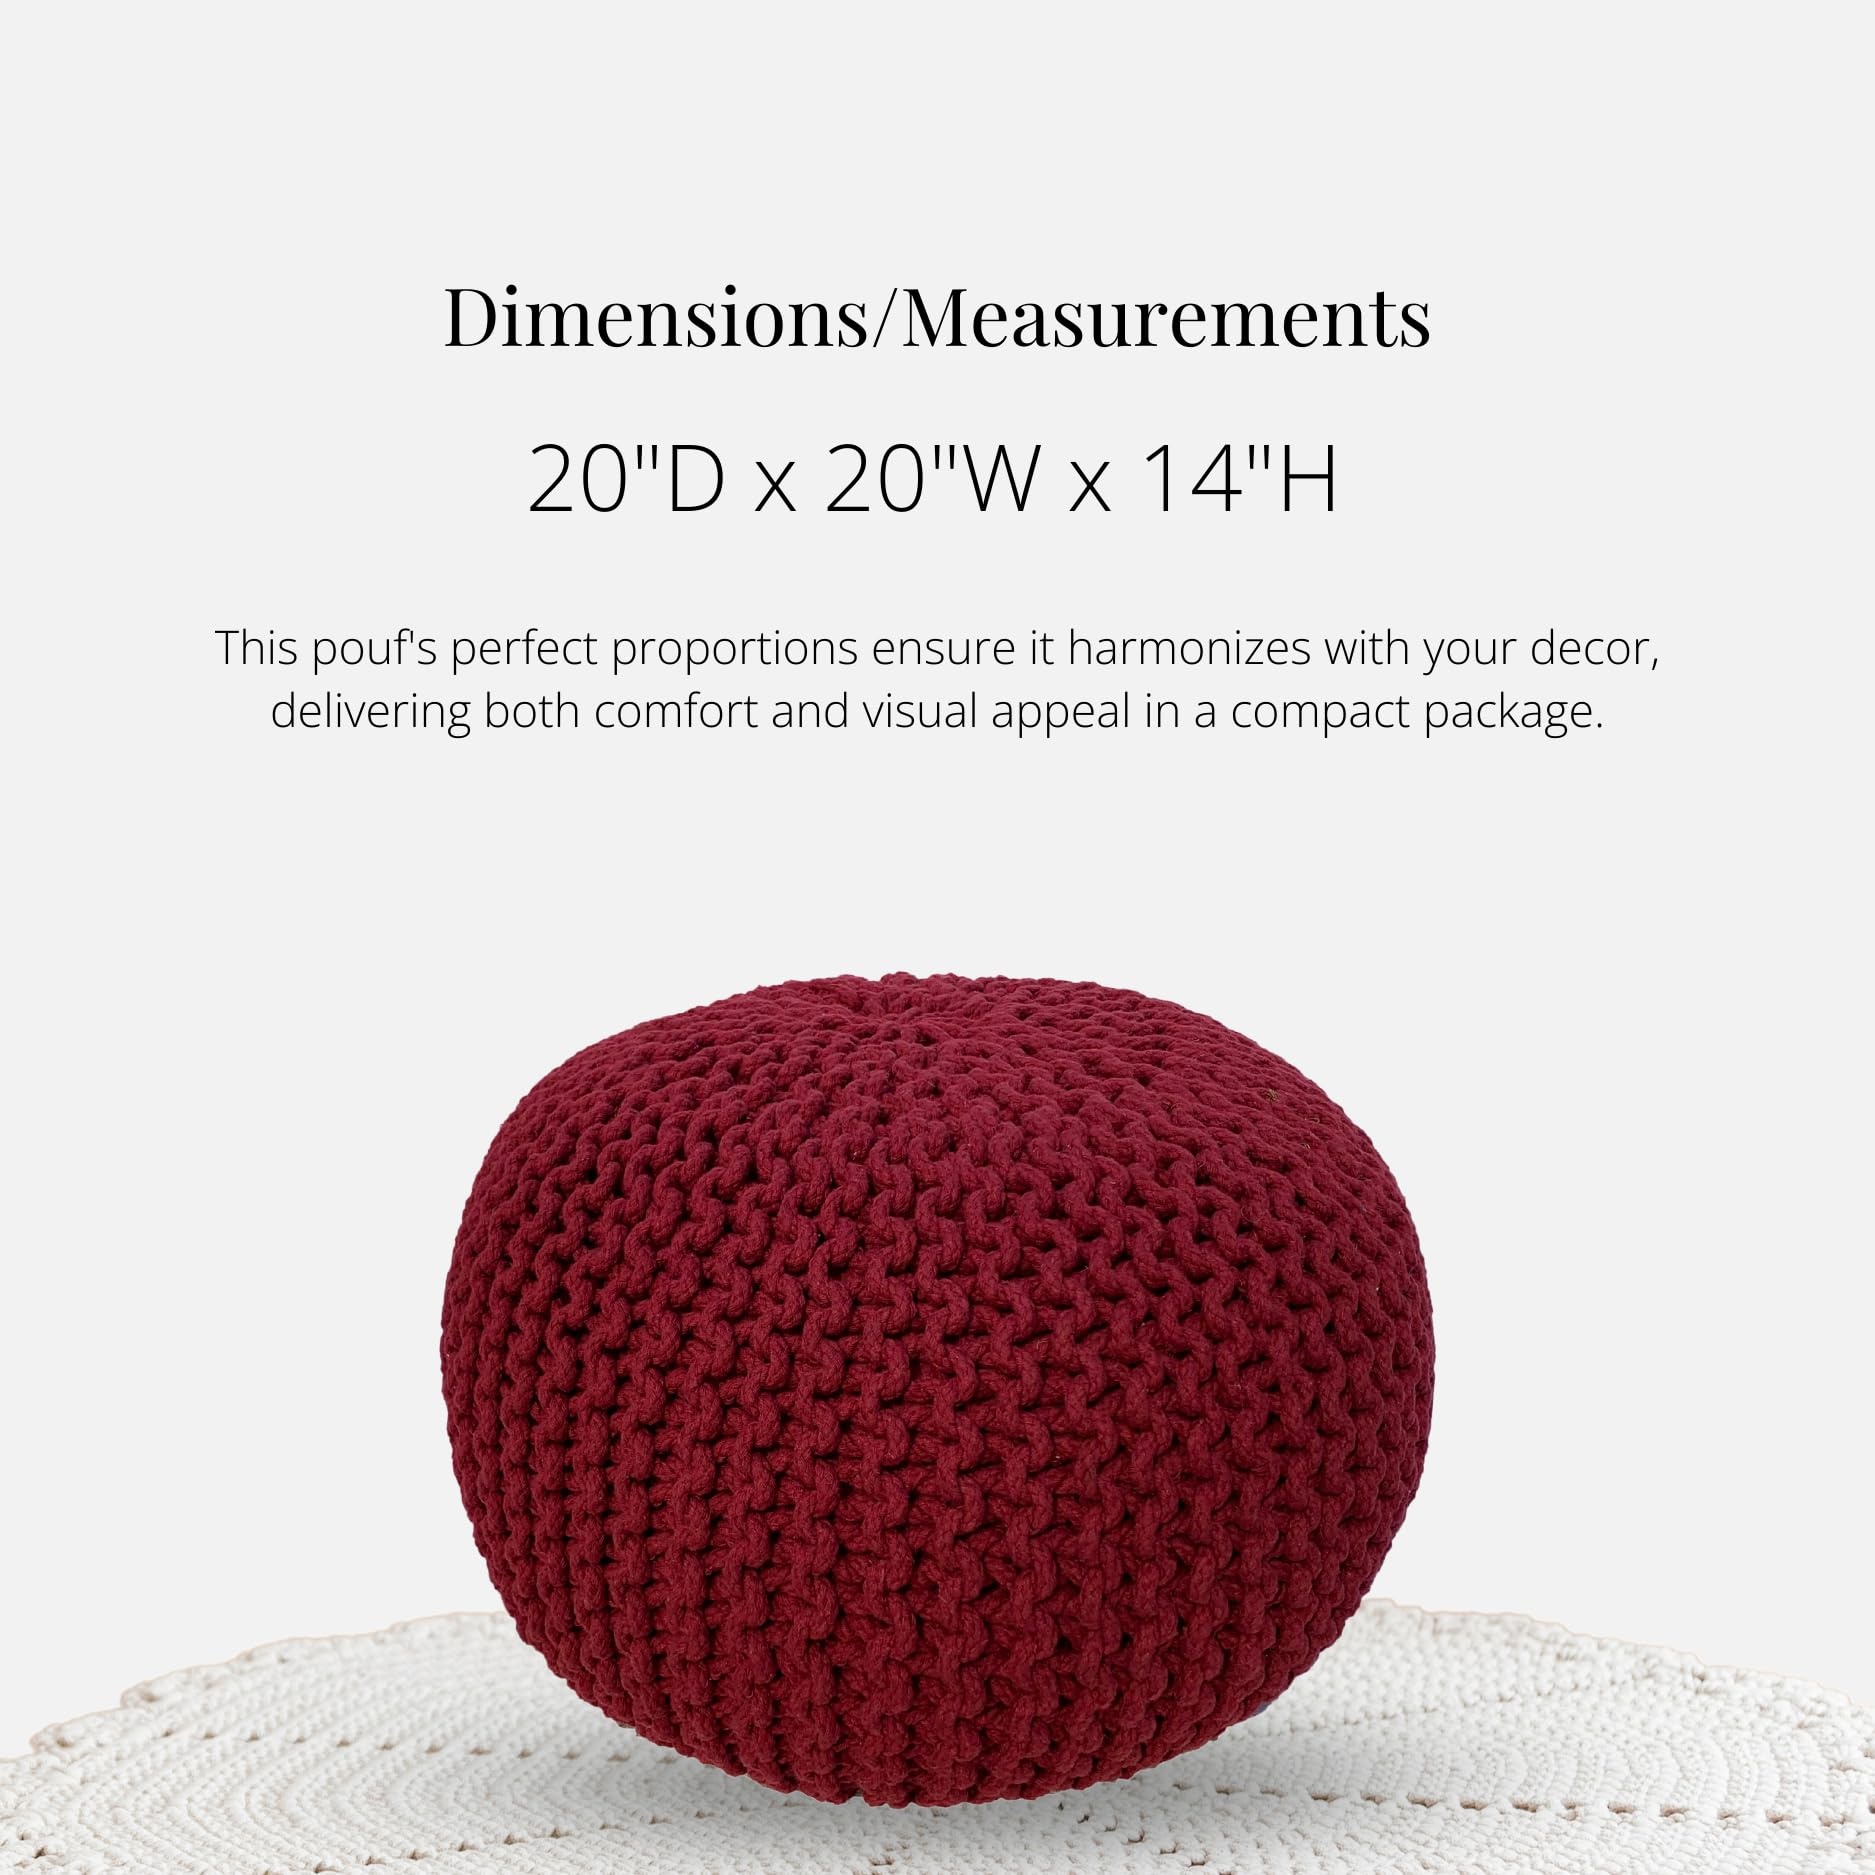 Dimensions/Measurements
20"D x 20"W x 14"H
This pouf's perfect proportions ensure it harmonizes with your decor,
delivering both comfort and visual appeal in a compact package.